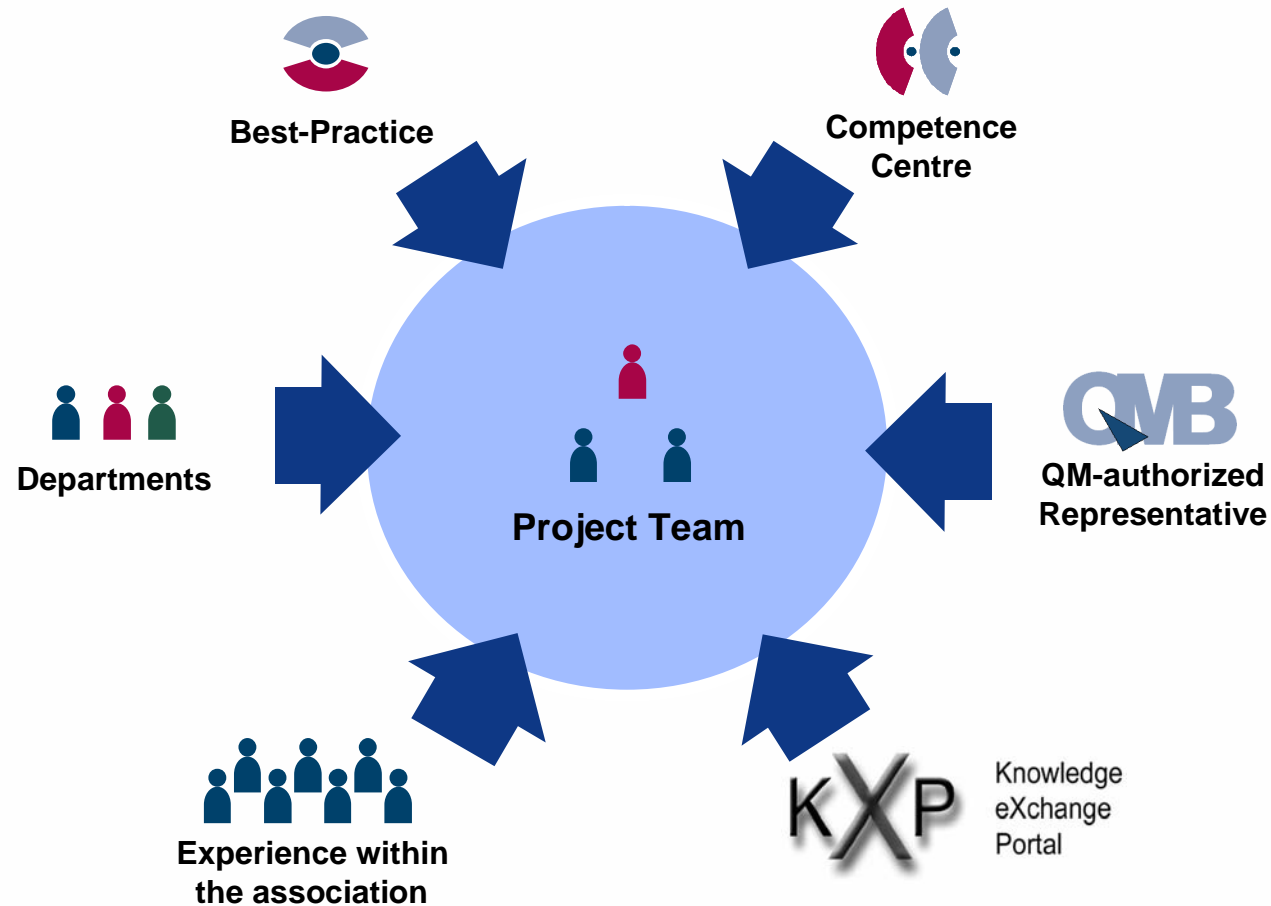 Best-Practice
Competence
Centre
Departments
Project Team
QMB
QM-authorized
Representative
Experience within
the association
KXP
Knowledge
eXchange
Portal